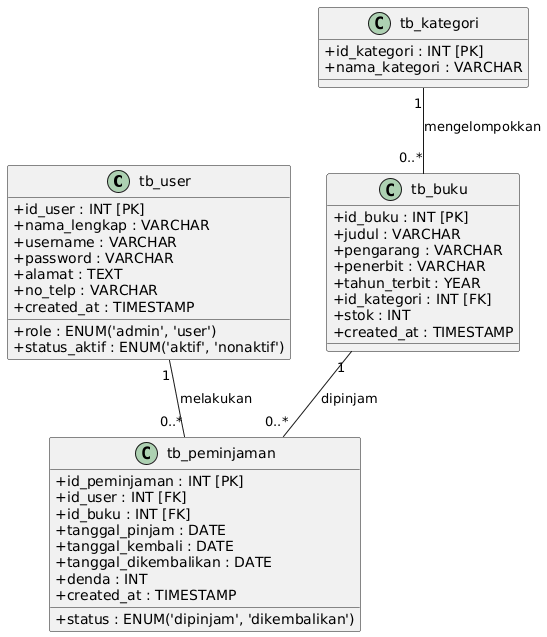 C tb_kategori
+id_kategori : INT [PK]
+nama_kategori : VARCHAR
1
mengelompokkan
0..*
C tb_user
+id_user : INT [PK]
+nama_lengkap : VARCHAR
+username : VARCHAR
+password : VARCHAR
+alamat : TEXT
+no_telp : VARCHAR
+created_at : TIMESTAMP
+role : ENUM('admin', 'user')
+status_aktif : ENUM('aktif', 'nonaktif')
C tb_buku
+id_buku : INT [PK]
+judul : VARCHAR
+pengarang : VARCHAR
+penerbit : VARCHAR
+tahun_terbit : YEAR
+id_kategori : INT [FK]
+stok : INT
+created_at : TIMESTAMP
1
melakukan
0..*
1
dipinjam
0..*
C tb_peminjaman
+id_peminjaman : INT [PK]
+id_user : INT [FK]
+id_buku : INT [FK]
+tanggal_pinjam : DATE
+tanggal_kembali : DATE
+tanggal_dikembalikan : DATE
+denda : INT
+created_at : TIMESTAMP
+status : ENUM('dipinjam', 'dikembalikan')